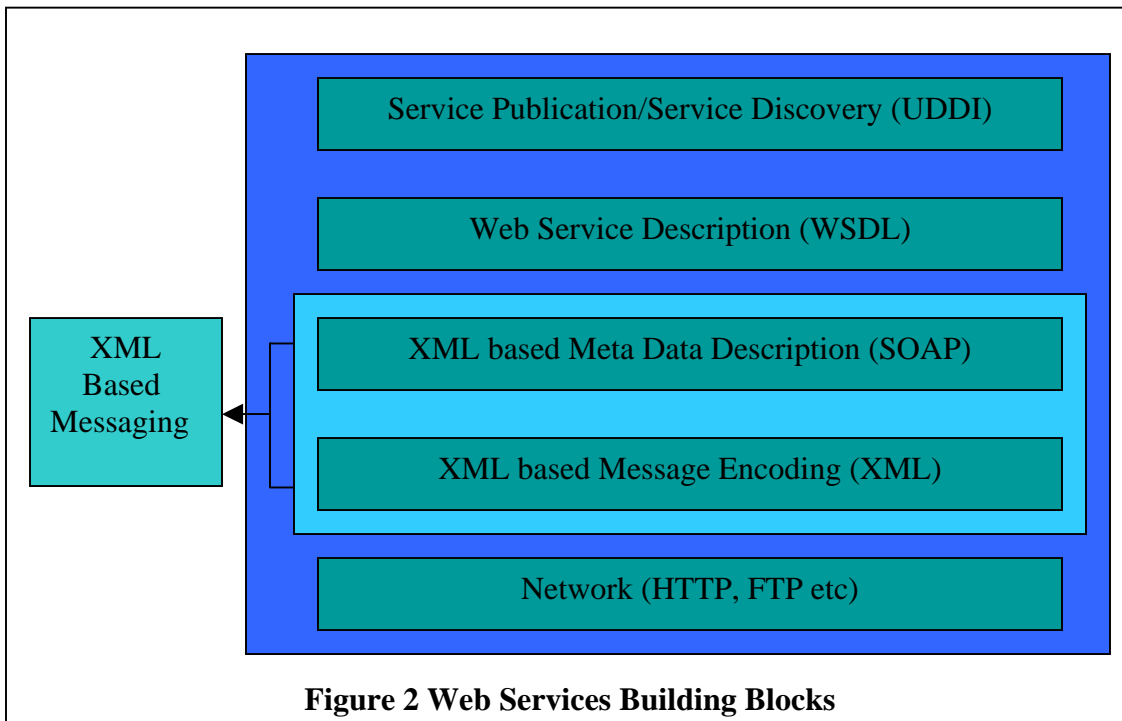 Service Publication/Service Discovery (UDDI)
Web Service Description (WSDL)
XML
Based
Messaging
XML based Meta Data Description (SOAP)
XML based Message Encoding (XML)
Network (HTTP, FTP etc)
Figure 2 Web Services Building Blocks